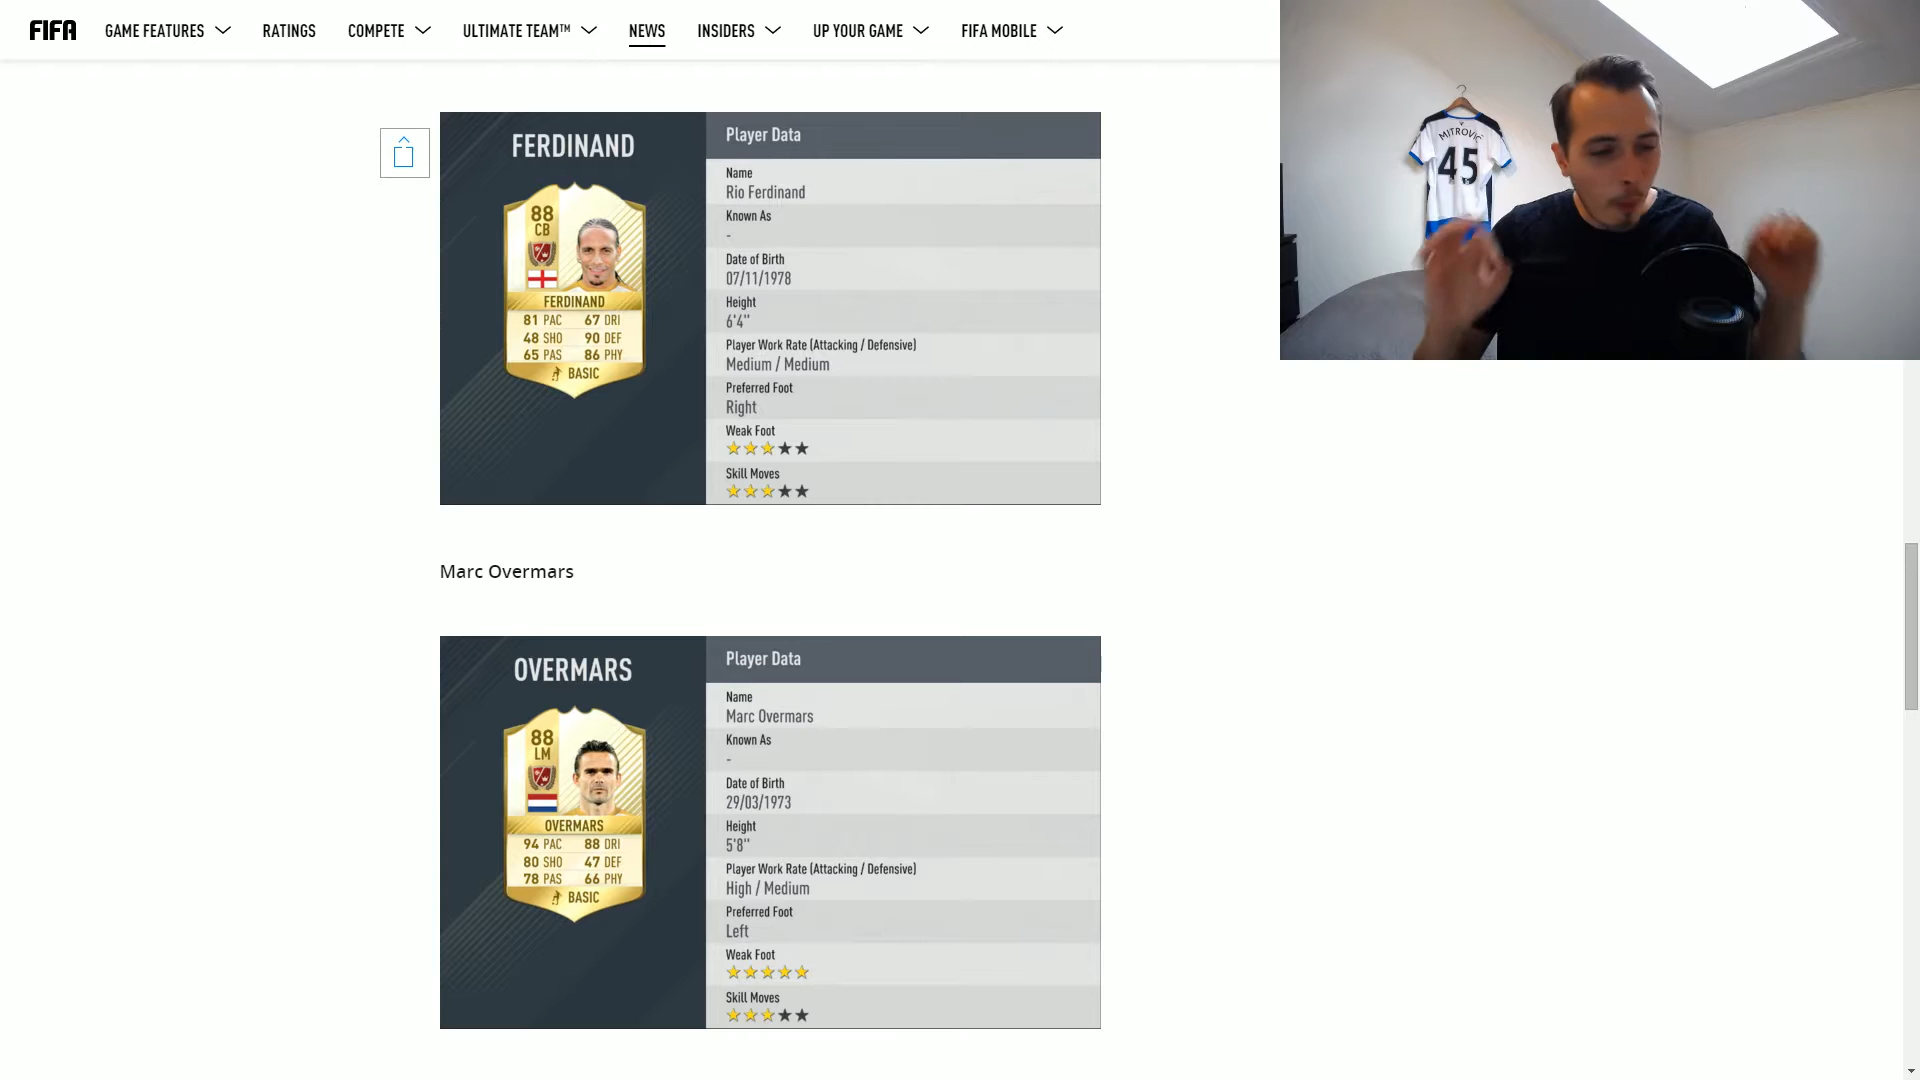 FIFA GAME FEATURES RATINGS COMPETE ULTIMATE TEAM™ NEWS INSIDERS UP YOUR GAME FIFA MOBILE
MITROVIĆ
45
FERDINAND
88
CB
FERDINAND
81 PAC 67 DRI
48 SHO 90 DEF
65 PAS 86 PHY
BASIC
Player Data
Name
Rio Ferdinand
Known As
-
Date of Birth
07/11/1978
Height
6'4"
Player Work Rate (Attacking / Defensive)
Medium / Medium
Preferred Foot
Right
Weak Foot
Skill Moves
Marc Overmars
OVERMARS
88
LM
OVERMARS
94 PAC 88 DRI
80 SHO 47 DEF
78 PAS 66 PHY
BASIC
Player Data
Name
Marc Overmars
Known As
-
Date of Birth
29/03/1973
Height
5'8"
Player Work Rate (Attacking / Defensive)
High / Medium
Preferred Foot
Left
Weak Foot
Skill Moves